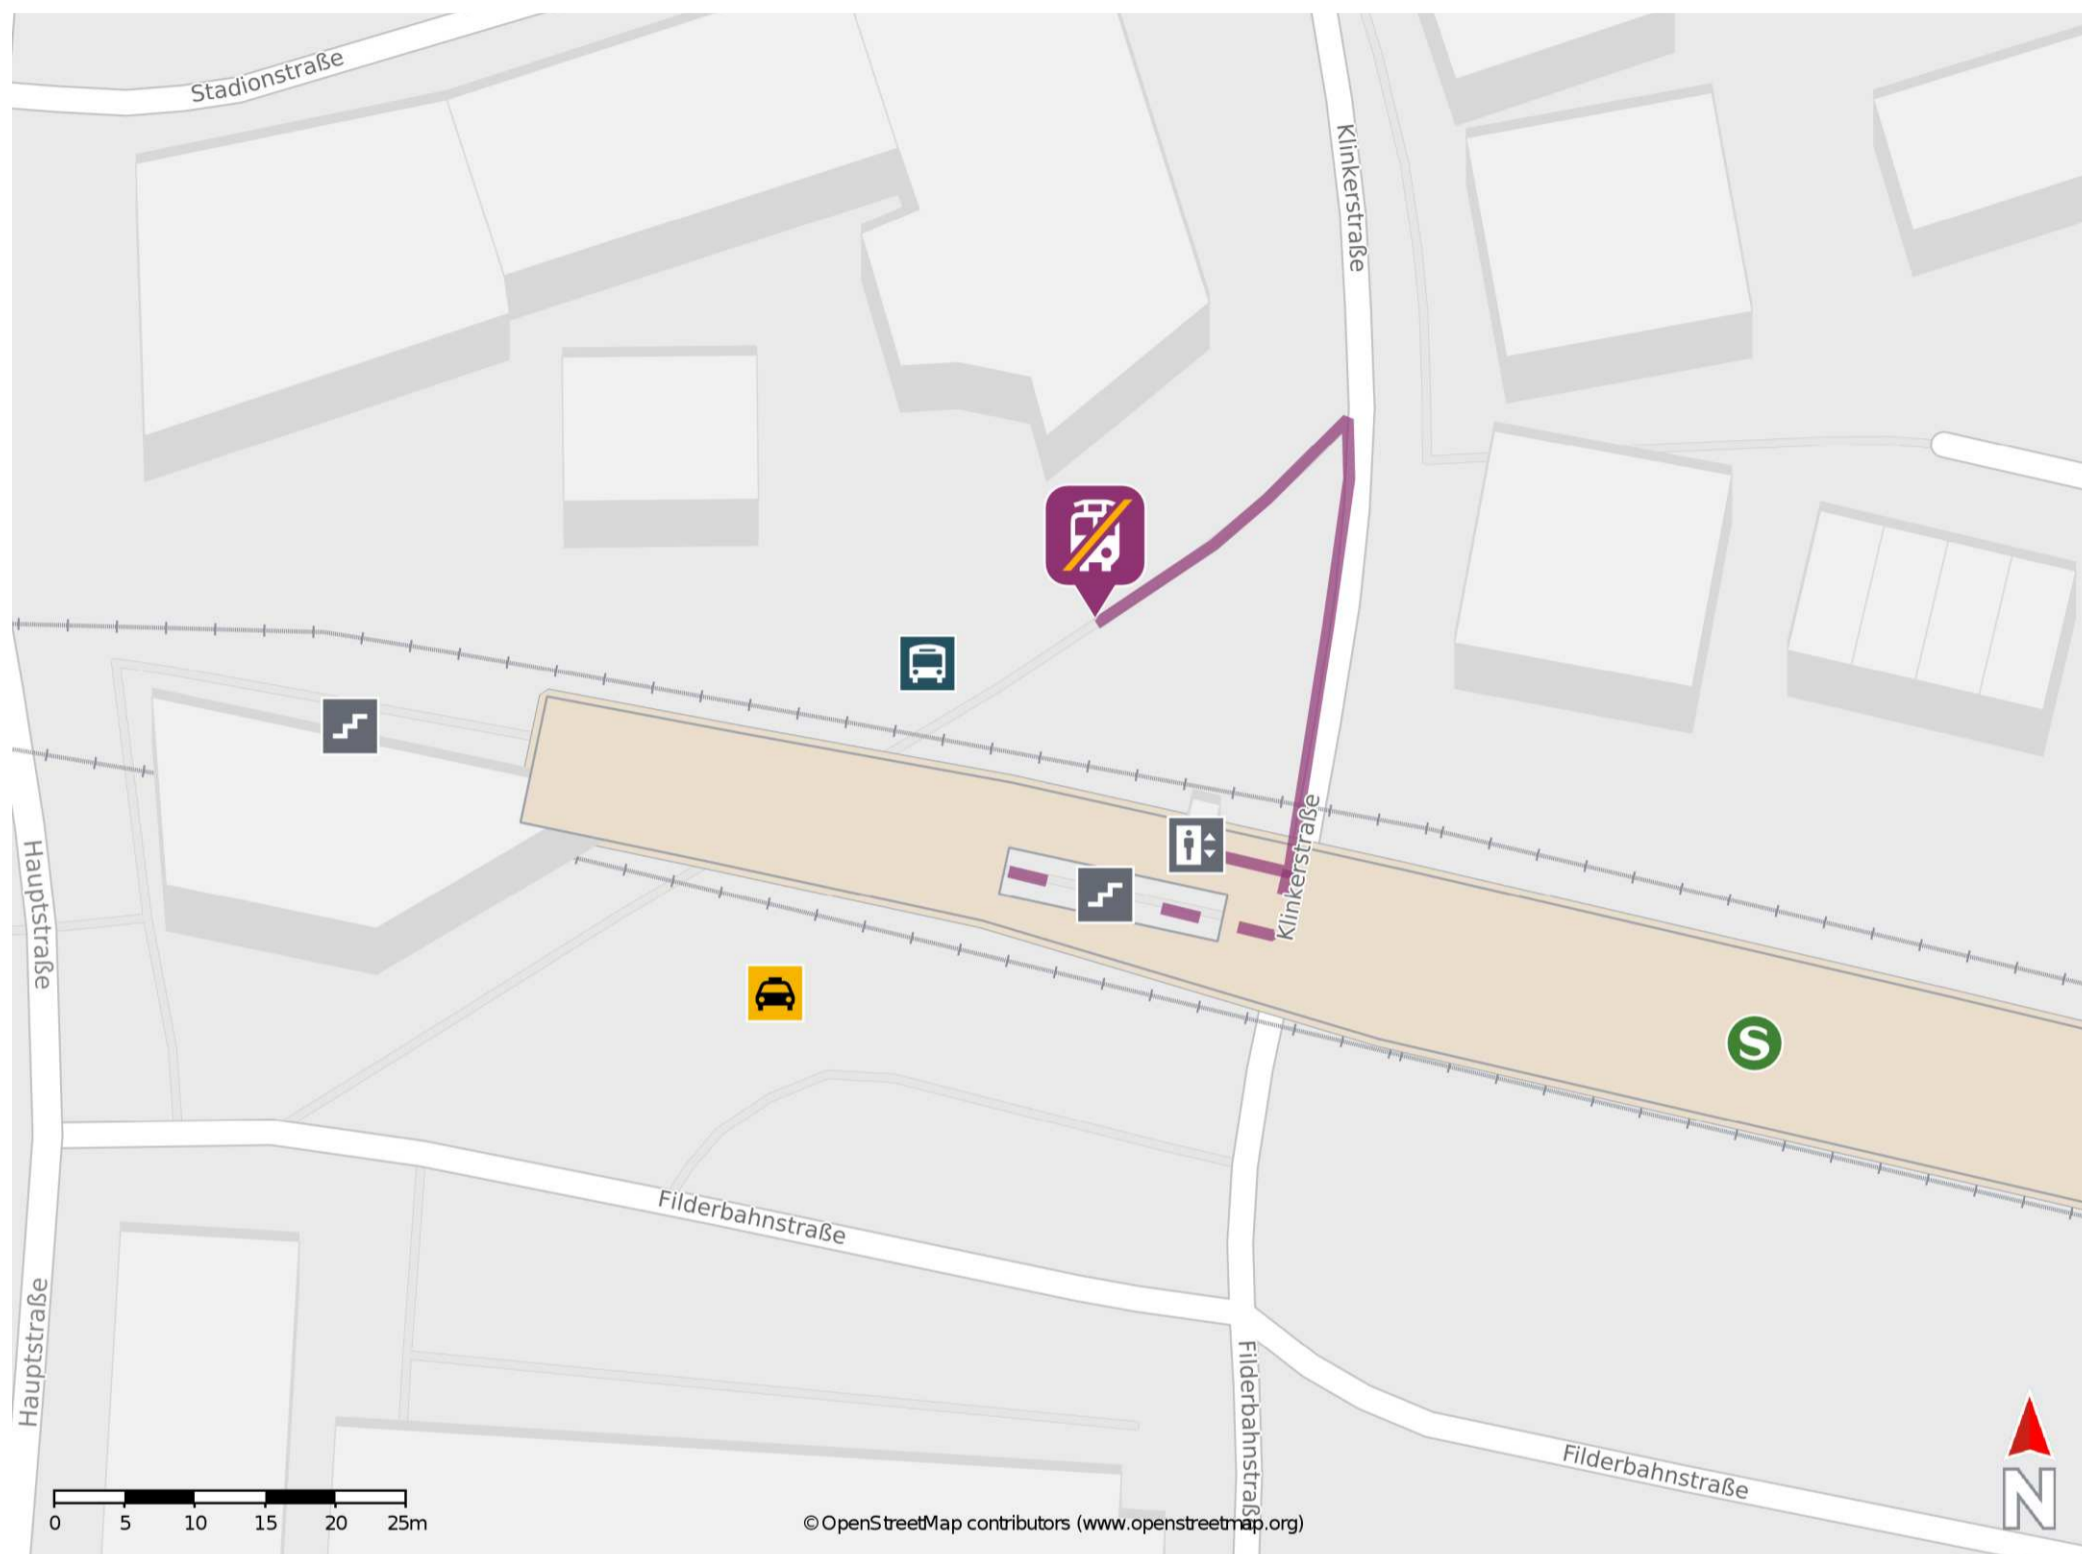 Stadionstraße
Klinkerstraße
Klinkerstraße
Hauptstraße
S
Filderbahnstraße
Hauptstraße
Filderbahnstraße
Filderbahnstraße
0 5 10 15 20 25m
©OpenStreetMap contributors (www.openstreetmap.org)
N